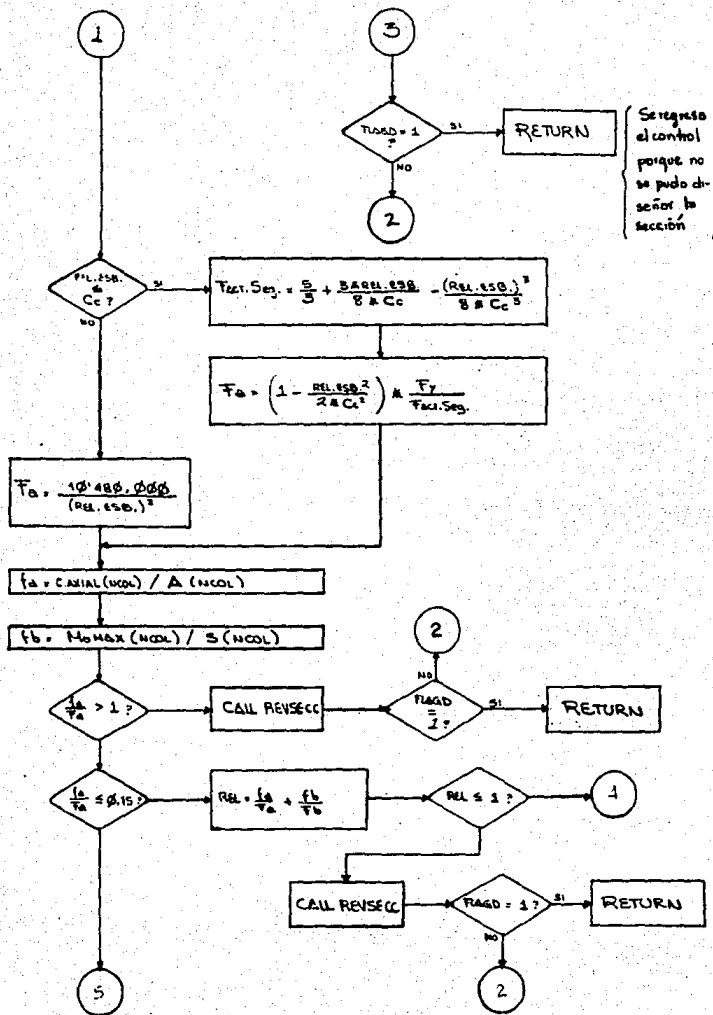 1
3
FLAGD = 1
?
SI
RETURN
NO
2
Se regresa
el control
porque no
se pudo di-
señar la
sección
REL.ESB.
≤
Cc ?
SI
NO
Fact. Seg. = 5/3 + 3*REL.ESB. / 8 * Cc - (REL.ESB.)³ / 8 * Cc³
Fa = (1 - REL.ESB.² / 2 * Cc²) * Fy / Fact.Seg.
Fa = 10'480,000 / (REL. ESB.)²
fa = C.AXIAL (NCOL) / A (NCOL)
fb = MoMAX (NCOL) / S (NCOL)
2
NO
fa/Fa > 1 ?
CALL REVSECC
FLAGD
=
1 ?
SI
RETURN
fa/Fa ≤ 0.15 ?
REL = fa/Fa + fb/Fb
REL ≤ 1 ?
CALL REVSECC
FLAGD = 1 ?
SI
RETURN
NO
5
2